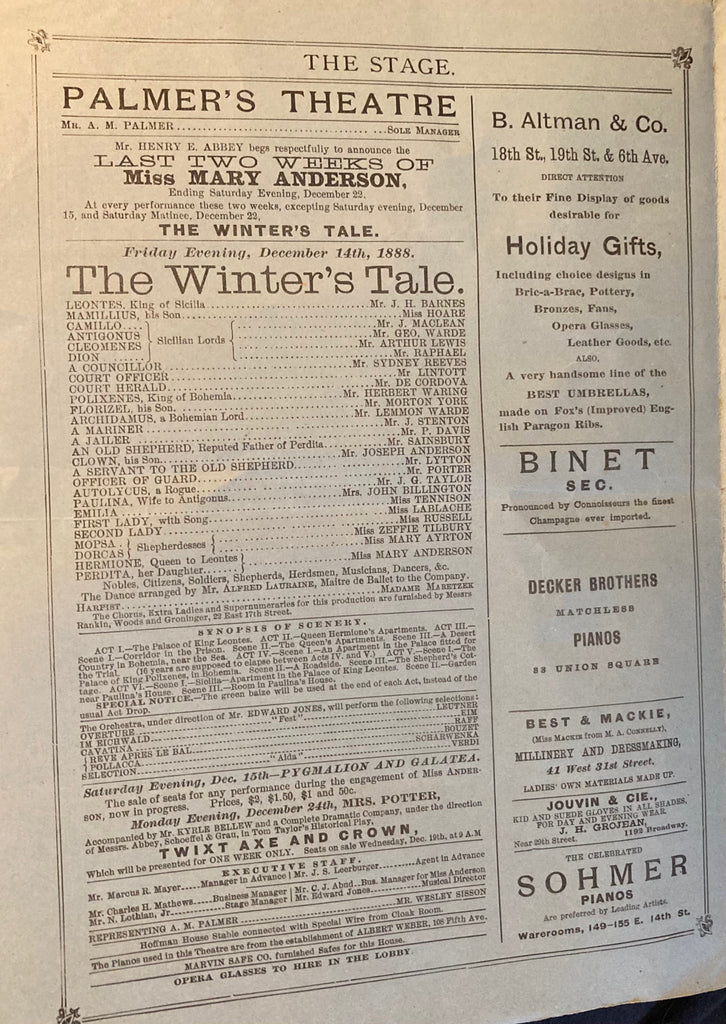 THE STAGE.
PALMER'S THEATRE
MR. A. M. PALMER..............................SOLE MANAGER
Mr. HENRY E. ABBEY begs respectfully to announce the
LAST TWO WEEKS OF
Miss MARY ANDERSON,
Ending Saturday Evening, December 22.
At every performance these two weeks, excepting Saturday evening, December
15, and Saturday Matinee, December 22,
THE WINTER'S TALE.
Friday Evening, December 14th, 1888.
The Winter's Tale.
LEONTES, King of Sicilia..............................Mr. J. H. BARNES
MAMILLIUS, his Son..............................Miss HOARE
CAMILLO....} {..............................Mr. J. MACLEAN
ANTIGONUS } Sicilian Lords {..............................Mr. GEO. WARDE
CLEOMENES } {..............................Mr. ARTHUR LEWIS
DION .....} {..............................Mr. RAPHAEL
A COUNCILLOR..............................Mr. SYDNEY REEVES
COURT OFFICER..............................Mr LINTOTT
COURT HERALD..............................Mr. DE CORDOVA
POLIXENES, King of Bohemia..............................Mr. HERBERT WARING
FLORIZEL, his Son..............................Mr. MORTON YORK
ARCHIDAMUS, a Bohemian Lord..............................Mr. LEMMON WARDE
A MARINER..............................Mr. J. STENTON
A JAILER..............................Mr. P. DAVIS
AN OLD SHEPHERD, Reputed Father of Perdita..............................Mr. SAINSBURY
CLOWN, his Son..............................Mr. JOSEPH ANDERSON
A SERVANT TO THE OLD SHEPHERD..............................Mr. LYTTON
OFFICER OF GUARD..............................Mr. PORTER
AUTOLYCUS, a Rogue..............................Mr. J. G. TAYLOR
PAULINA, Wife to Antigonus..............................Mrs. JOHN BILLINGTON
EMILIA..............................Miss TENNISON
FIRST LADY, with Song..............................Miss LABLACHE
SECOND LADY..............................Miss RUSSELL
MOPSA.. } Shepherdesses {..............................Miss ZEFFIE TILBURY
DORCAS } {..............................Miss MARY AYRTON
HERMIONE, Queen to Leontes } {..............................Miss MARY ANDERSON
PERDITA, her Daughter........ }
Nobles, Citizens, Soldiers, Shepherds, Herdsmen, Musicians, Dancers, &c.
The Dance arranged by Mr. ALFRED LAURAINE, Maitre de Ballet to the Company.
HARPIST..............................MADAME MARETZEK
The Chorus, Extra Ladies and Supernumeraries for this production are furnished by Messrs
Rankin, Woods and Groninger, 22 East 17th Street.
SYNOPSIS OF SCENERY.
ACT I.—The Palace of King Leontes. ACT II.—Queen Hermione's Apartments. ACT III.—
Scene I.—Corridor in the Prison. Scene II.—The Queen's Apartments. Scene III.—A Desert
Country in Bohemia, near the Sea. ACT IV.—Scene I.—An Apartment in the Palace fitted for
the Trial. (16 years are supposed to elapse between Acts IV. and V.) ACT V.—Scene I.—The
Palace of King Polixenes, in Bohemia. Scene II.—A Roadside. Scene III.—The Shepherd's Cot-
tage. ACT VI.—Scene I.—Sicilia—Apartment in the Palace of King Leontes. Scene II.—Garden
near Paulina's House. Scene III.—Room in Paulina's House.
SPECIAL NOTICE.—The green baize will be used at the end of each Act, instead of the
usual Act Drop.
The Orchestra, under direction of Mr. EDWARD JONES, will perform the following selections:
OVERTURE.............................."Fest"..............................LEUTNER
IM EICHWALD..............................EIM
CAVATINA..............................RAFF
{ REVE APRES LE BAL..............................BOUZET
{ POLLACCA..............................SCHARWENKA
SELECTION.............................."Aida"..............................VERDI
Saturday Evening, Dec. 15th—PYGMALION AND GALATEA.
The sale of seats for any performance during the engagement of Miss ANDER-
SON, now in progress. Prices, $2, $1.50, $1 and 50c.
Monday Evening, December 24th, MRS. POTTER,
Accompanied by Mr. KYRLE BELLEW and a Complete Dramatic Company, under the direction
of Messrs. Abbey, Schoeffel & Grau, in Tom Taylor's Historical Play,
TWIXT AXE AND CROWN,
Which will be presented for ONE WEEK ONLY. Seats on sale Wednesday, Dec. 19th, at 9 A.M
EXECUTIVE STAFF.
Mr. Marcus R. Mayer.....Manager in Advance | Mr. J. S. Leerburger........Agent in Advance
Mr. Charles H. Mathews.....Business Manager | Mr. C. J. Abud..Bus. Manager for Miss Anderson
Mr. N. Lothian, Jr...............Stage Manager | Mr. Edward Jones...............Musical Director
REPRESENTING A. M. PALMER..............................MR. WESLEY SISSON
Hoffman House Stable connected with Special Wire from Cloak Room.
The Pianos used in this Theatre are from the establishment of ALBERT WEBER, 108 Fifth Ave.
MARVIN SAFE CO. furnished Safes for this House.
OPERA GLASSES TO HIRE IN THE LOBBY.
B. Altman & Co.
18th St., 19th St. & 6th Ave.
DIRECT ATTENTION
To their Fine Display of goods
desirable for
Holiday Gifts,
Including choice designs in
Bric-a-Brac, Pottery,
Bronzes, Fans,
Opera Glasses,
Leather Goods, etc.
ALSO,
A very handsome line of the
BEST UMBRELLAS,
made on Fox's (Improved) Eng-
lish Paragon Ribs.
BINET
SEC.
Pronounced by Connoisseurs the finest
Champagne ever imported.
DECKER BROTHERS
MATCHLESS
PIANOS
33 UNION SQUARE
BEST & MACKIE,
(Miss MACKIE from M. A. CONNELLY),
MILLINERY AND DRESSMAKING,
41 West 31st Street.
LADIES' OWN MATERIALS MADE UP.
JOUVIN & CIE.,
KID AND SUEDE GLOVES IN ALL SHADES,
FOR DAY AND EVENING WEAR.
J. H. GROJEAN,
Near 29th Street. 1192 Broadway.
THE CELEBRATED
SOHMER
PIANOS
Are preferred by Leading Artists.
Warerooms, 149-155 E. 14th St.